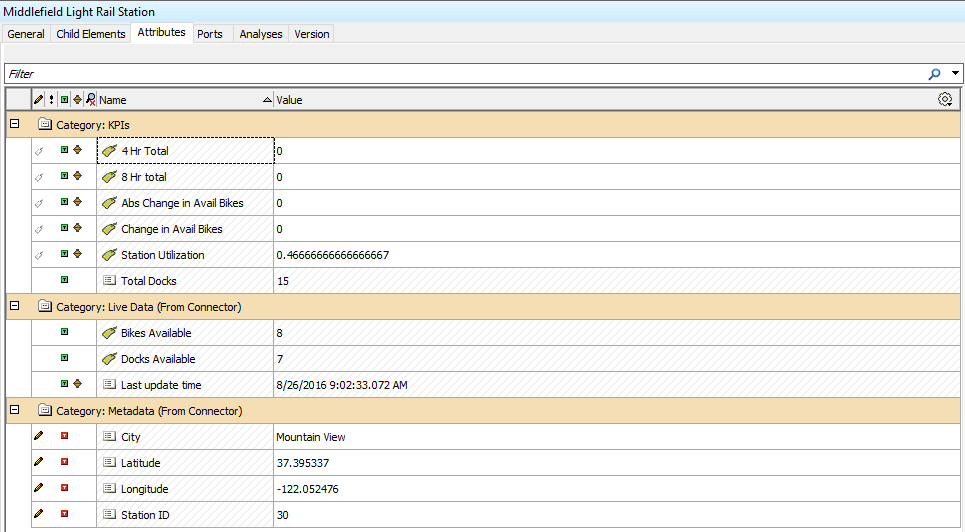 Middlefield Light Rail Station
General Child Elements Attributes Ports Analyses Version
Filter
Name Value
Category: KPIs
4 Hr Total 0
8 Hr total 0
Abs Change in Avail Bikes 0
Change in Avail Bikes 0
Station Utilization 0.46666666666666667
Total Docks 15
Category: Live Data (From Connector)
Bikes Available 8
Docks Available 7
Last update time 8/26/2016 9:02:33.072 AM
Category: Metadata (From Connector)
City Mountain View
Latitude 37.395337
Longitude -122.052476
Station ID 30